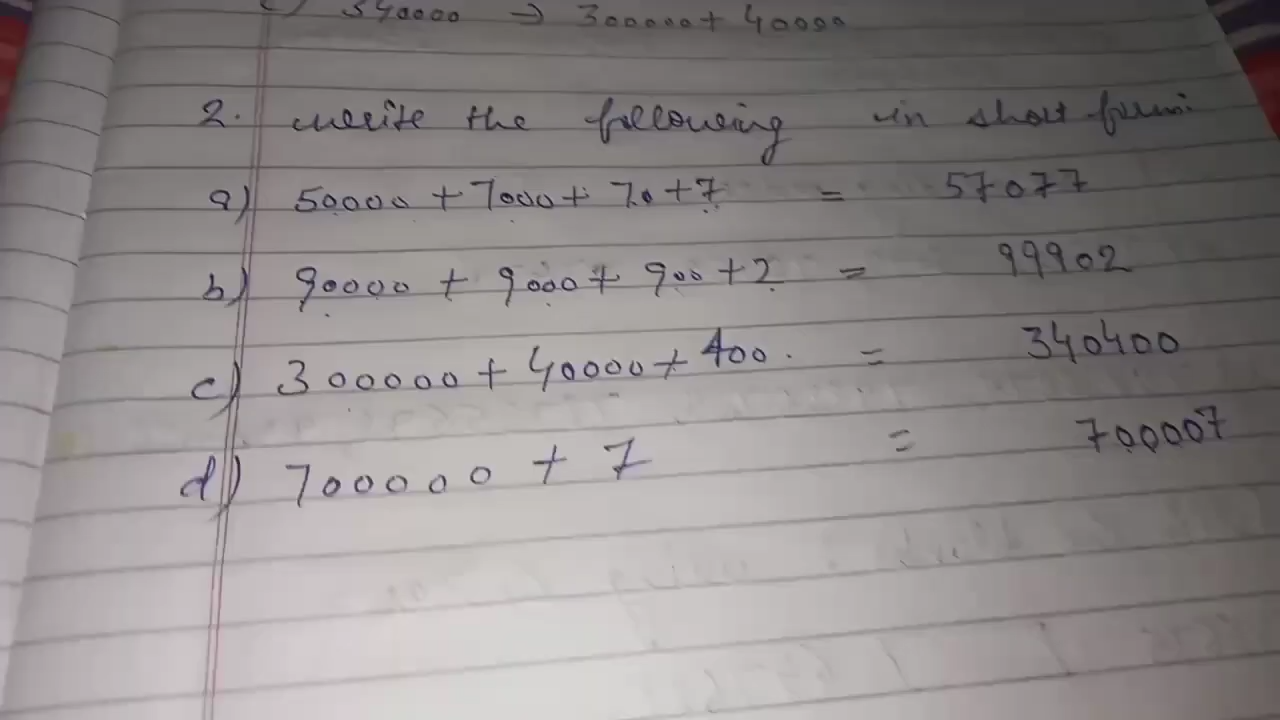 c) 340000 → 300000 + 40000
2. write the following in short form:
a) 50000 + 7000 + 70 + 7 = 57077
b) 90000 + 9000 + 900 + 2 = 99902
c) 300000 + 40000 + 400 . = 340400
d) 700000 + 7 = 700007